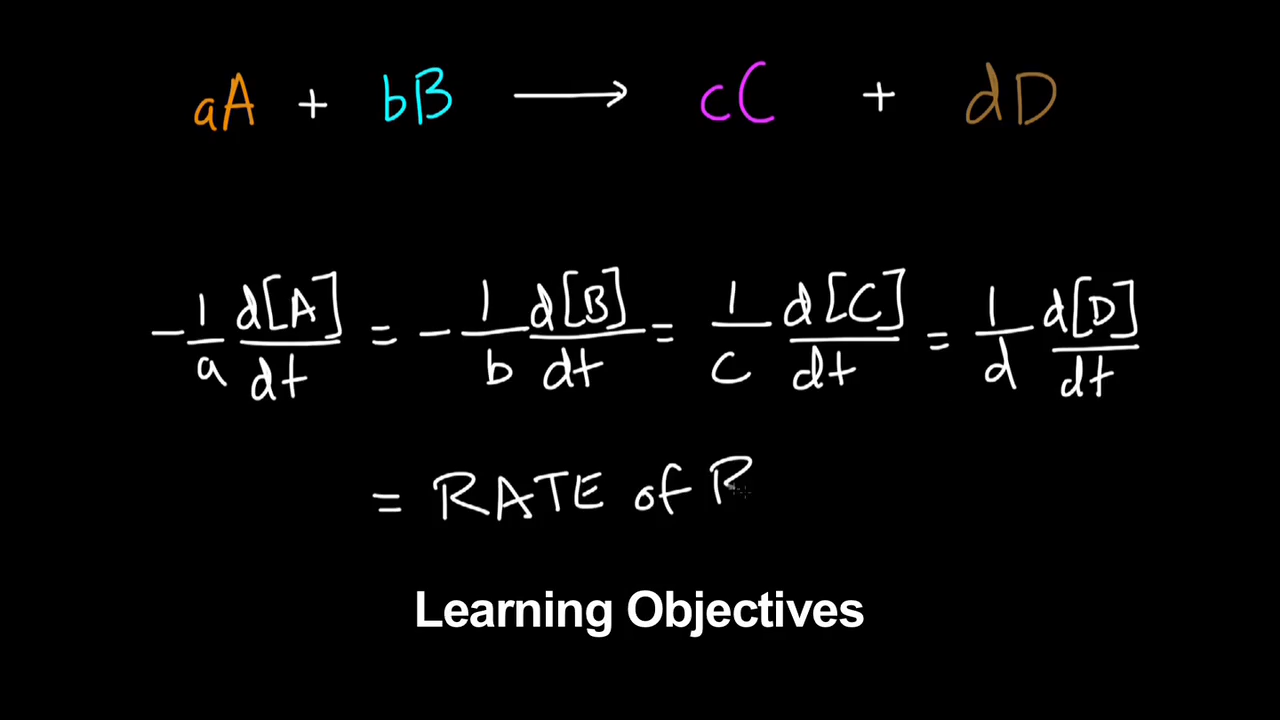 aA + bB ⟶ cC + dD
-1/a d[A]/dt = -1/b d[B]/dt = 1/c d[C]/dt = 1/d d[D]/dt
= RATE of R
Learning Objectives